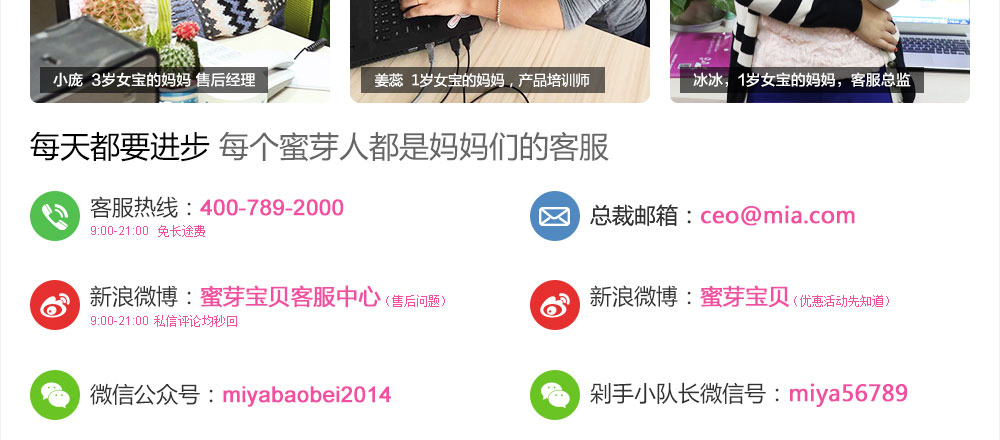 小庞 3岁女宝的妈妈 售后经理
姜蕊 1岁女宝的妈妈，产品培训师
冰冰，1岁女宝的妈妈，客服总监
每天都要进步 每个蜜芽人都是妈妈们的客服
客服热线：400-789-2000
9:00-21:00 免长途费
总裁邮箱：ceo@mia.com
新浪微博：蜜芽宝贝客服中心（售后问题）
9:00-21:00 私信评论均秒回
新浪微博：蜜芽宝贝（优惠活动先知道）
微信公众号：miyabaobei2014
剁手小队长微信号：miya56789